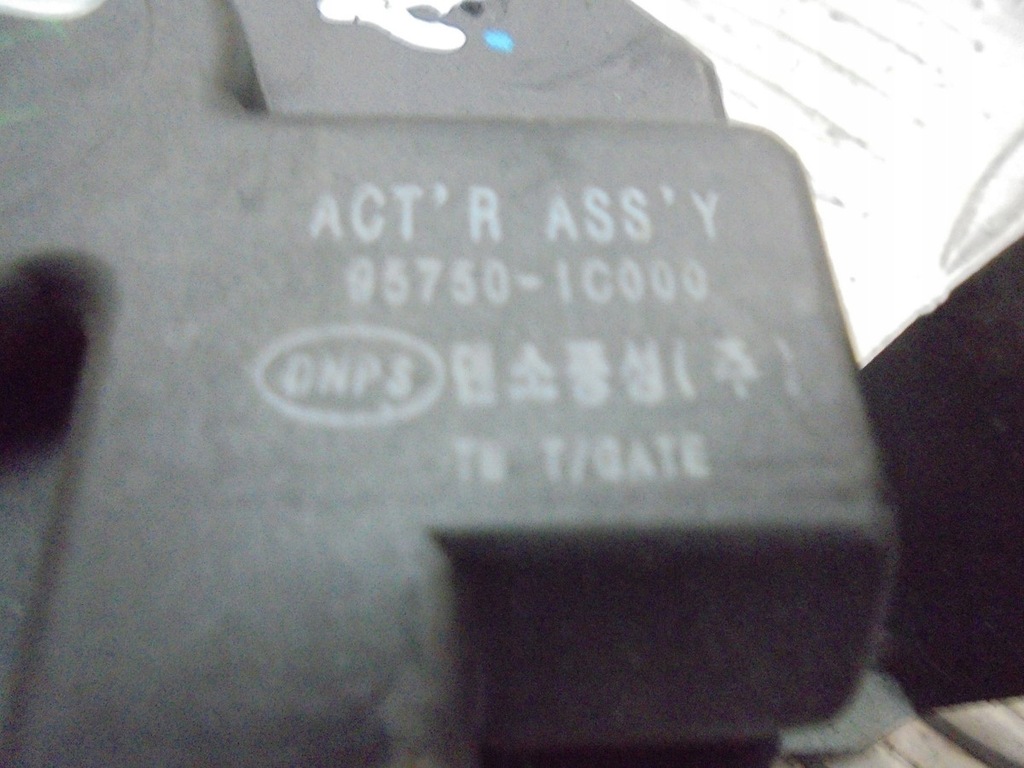 ACT'R ASS'Y
95750-1C000
DNPS 덴소풍성(주)
TB T/GATE